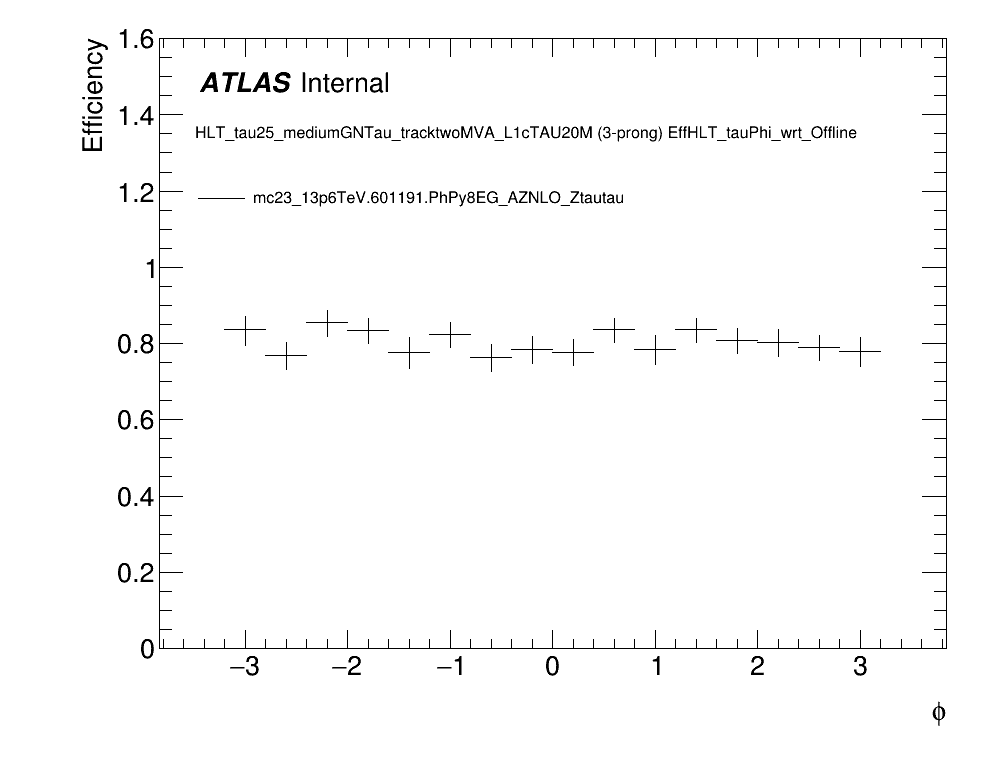 Efficiency
1.6
ATLAS Internal
1.4
HLT_tau25_mediumGNTau_tracktwoMVA_L1cTAU20M (3-prong) EffHLT_tauPhi_wrt_Offline
1.2
mc23_13p6TeV.601191.PhPy8EG_AZNLO_Ztautau
1
0.8
0.6
0.4
0.2
0
−3 −2 −1 0 1 2 3
ϕ